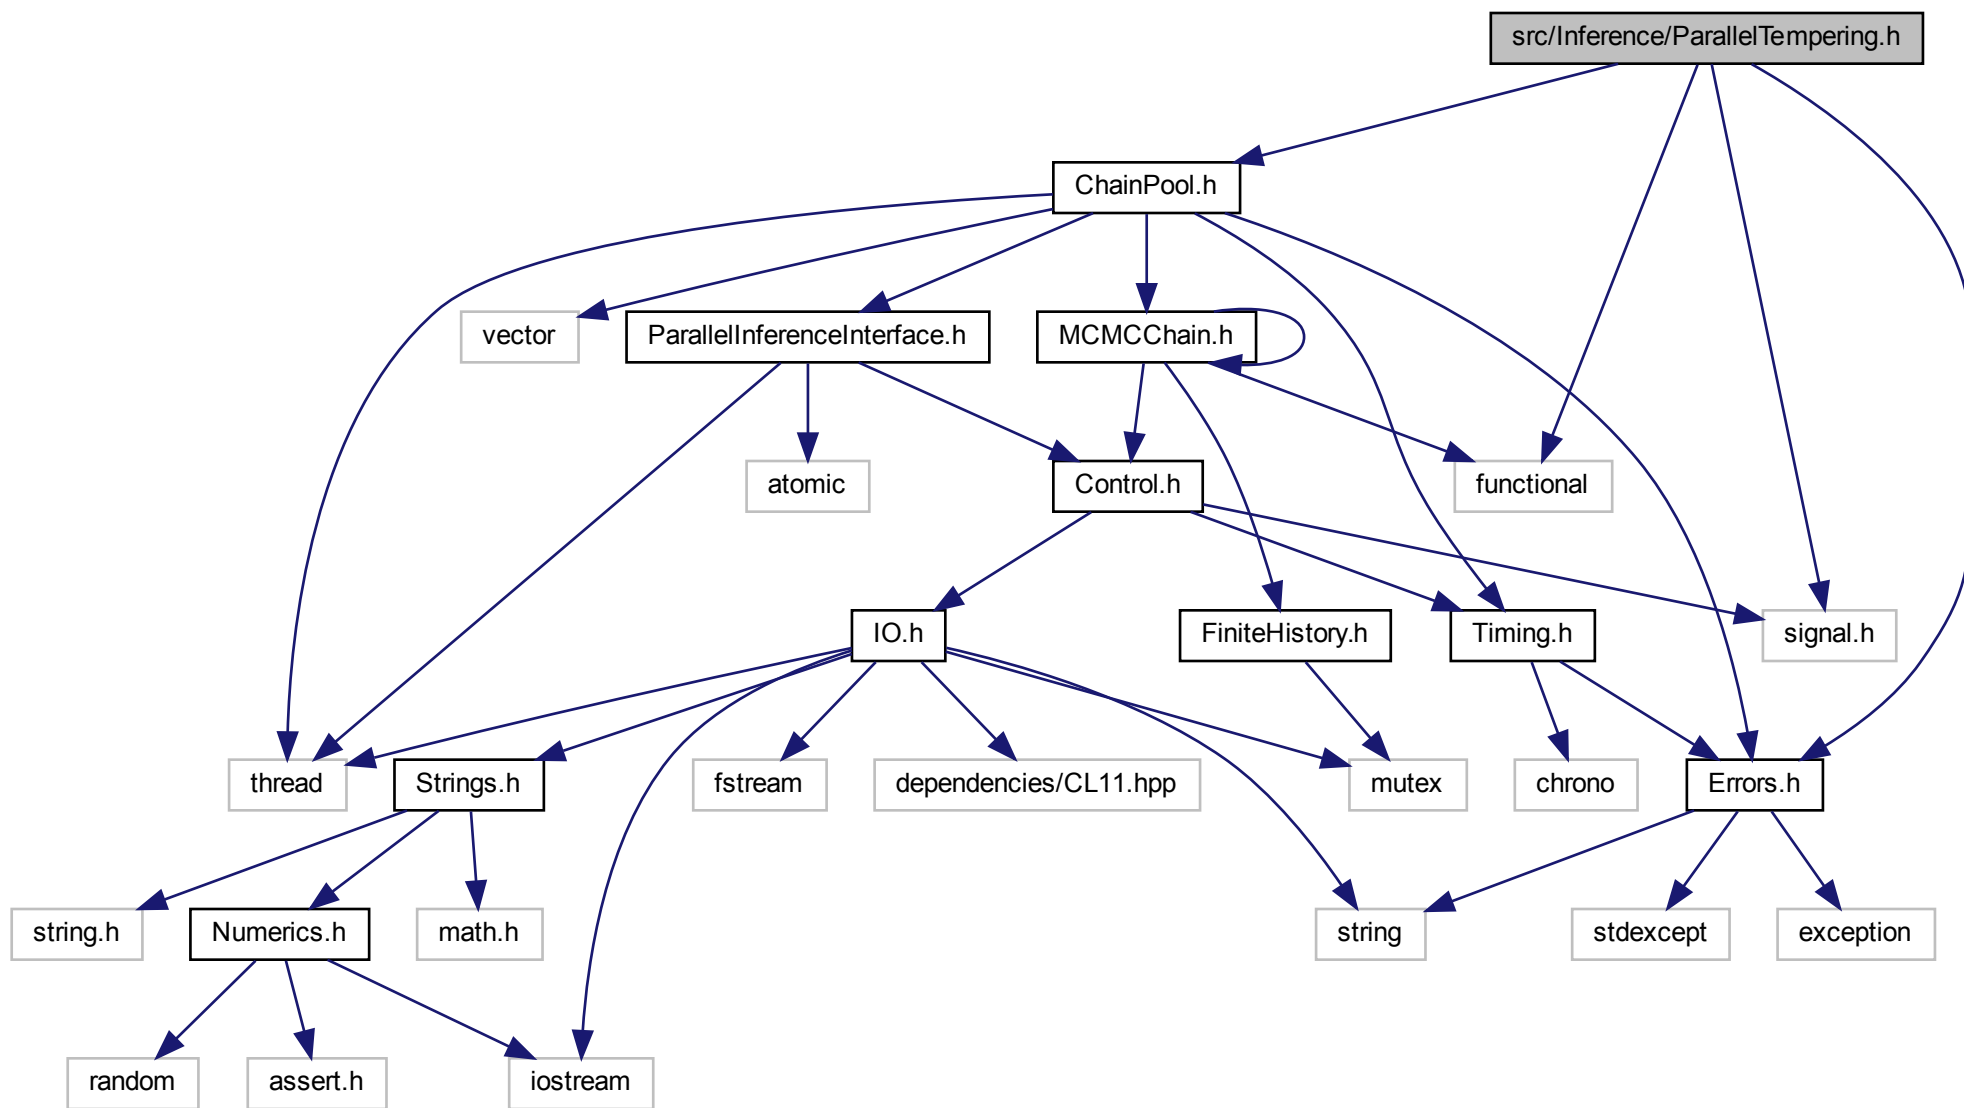 src/Inference/ParallelTempering.h
ChainPool.h
vector
ParallelInferenceInterface.h
MCMCChain.h
atomic
Control.h
functional
IO.h
FiniteHistory.h
Timing.h
signal.h
thread
Strings.h
fstream
dependencies/CL11.hpp
mutex
chrono
Errors.h
string.h
Numerics.h
math.h
string
stdexcept
exception
random
assert.h
iostream